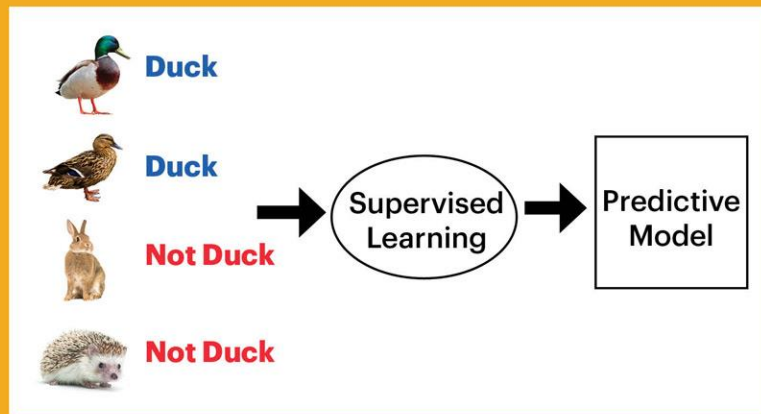 Duck
Duck
Not Duck
Not Duck
Supervised
Learning
Predictive
Model